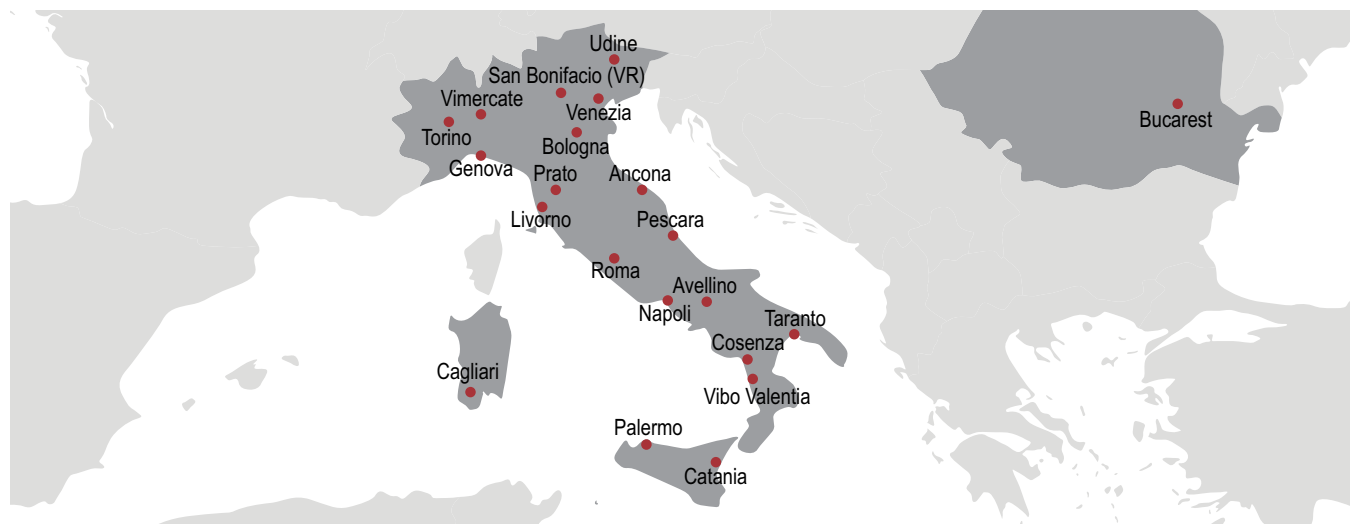 Udine
San Bonifacio (VR)
Vimercate
Venezia
Torino
Bologna
Genova
Prato
Ancona
Livorno
Pescara
Roma
Avellino
Napoli
Taranto
Cosenza
Cagliari
Vibo Valentia
Palermo
Catania
Bucarest